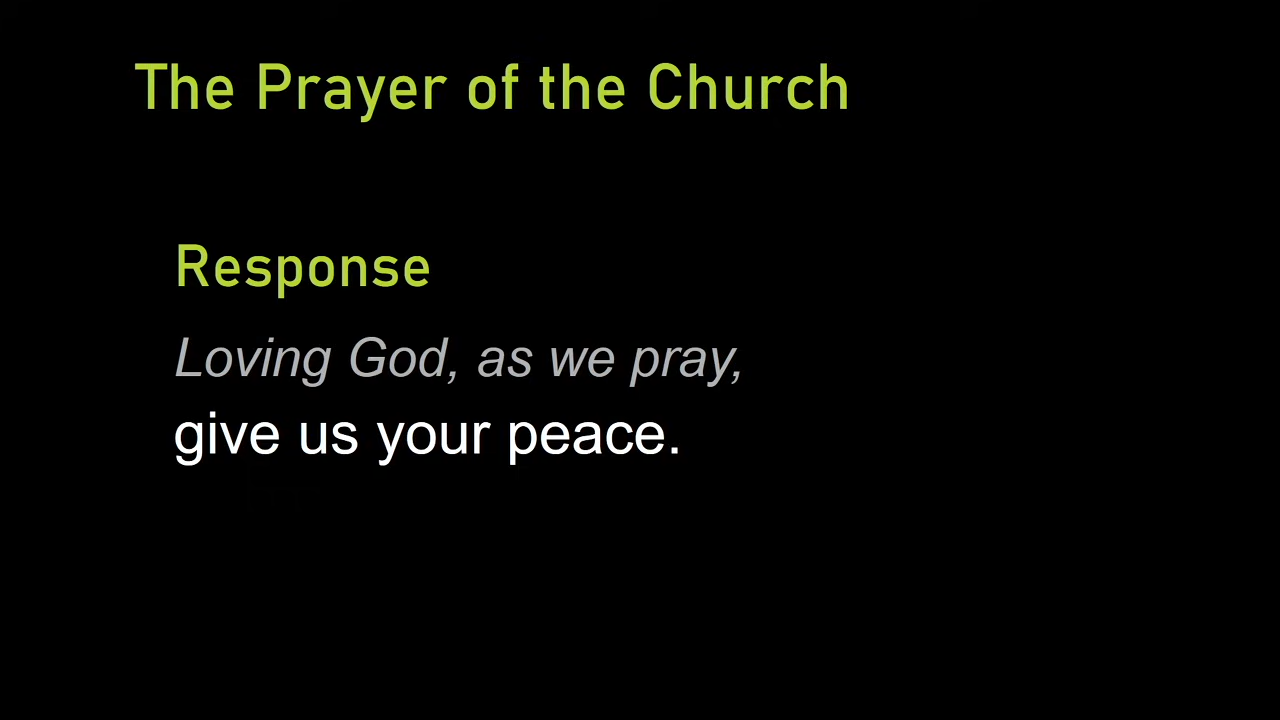 The Prayer of the Church
Response
Loving God, as we pray,
give us your peace.